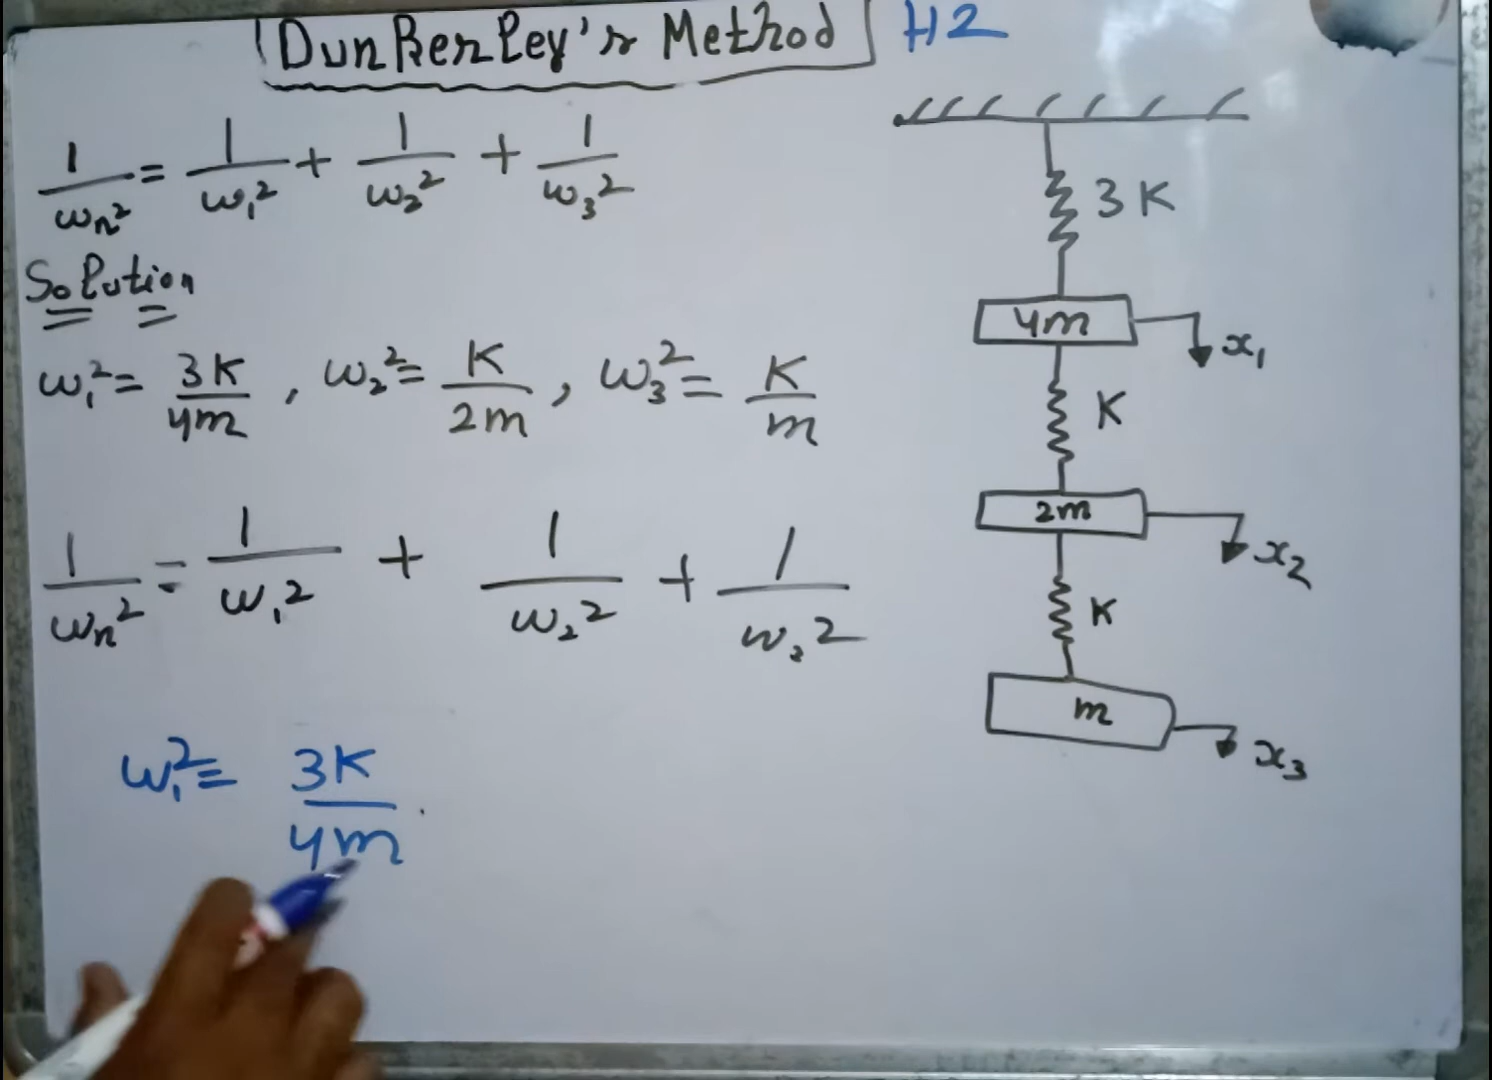 Dunkerley's Method H2
1/ωn² = 1/ω1² + 1/ω2² + 1/ω3²
Solution
ω1² = 3K/4m , ω2² = K/2m , ω3² = K/m
1/ωn² = 1/ω1² + 1/ω2² + 1/ω3²
ω1² = 3K/4m
3K
4m
x1
K
2m
x2
K
m
x3